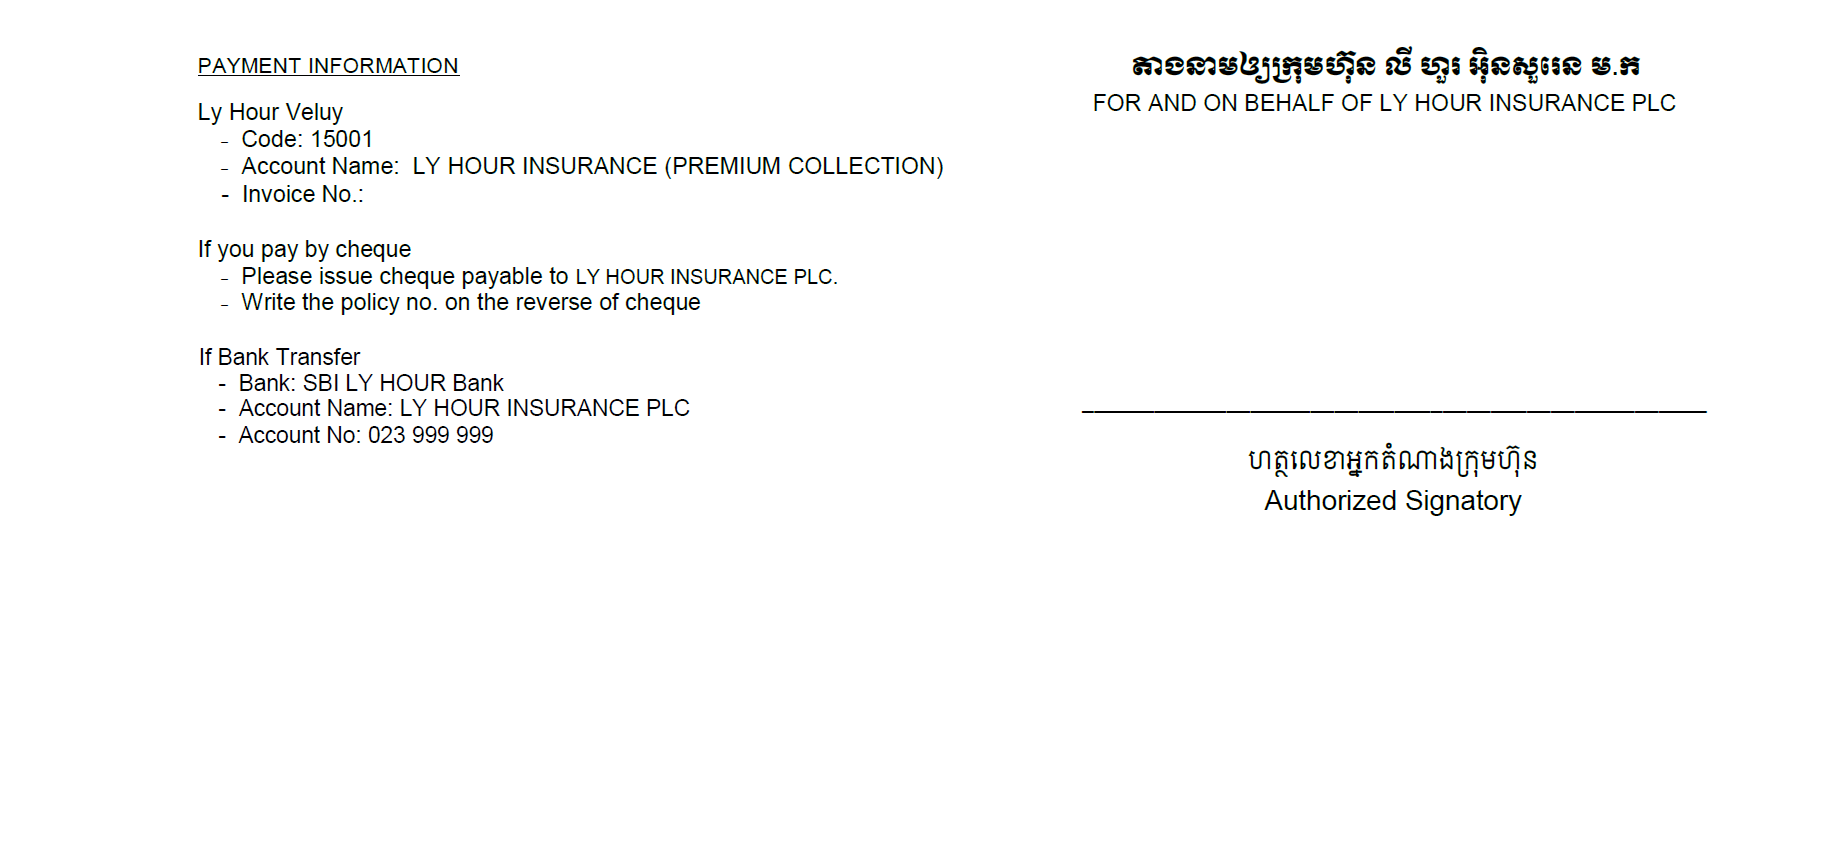 PAYMENT INFORMATION
Ly Hour Veluy
- Code: 15001
- Account Name: LY HOUR INSURANCE (PREMIUM COLLECTION)
- Invoice No.:
If you pay by cheque
- Please issue cheque payable to LY HOUR INSURANCE PLC.
- Write the policy no. on the reverse of cheque
If Bank Transfer
- Bank: SBI LY HOUR Bank
- Account Name: LY HOUR INSURANCE PLC
- Account No: 023 999 999
តាងនាមឲ្យក្រុមហ៊ុន លី ហួរ អ៊ិនសួរេន ម.ក
FOR AND ON BEHALF OF LY HOUR INSURANCE PLC
ហត្ថលេខាអ្នកតំណាងក្រុមហ៊ុន
Authorized Signatory